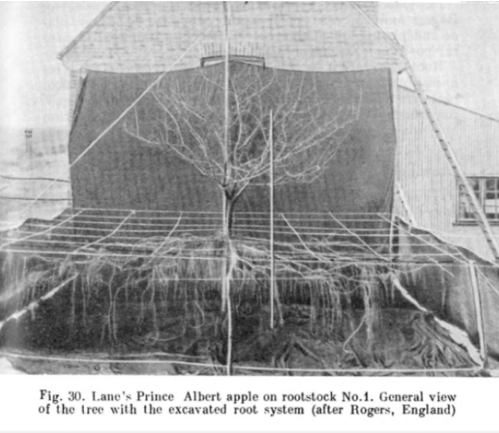 Fig. 30. Lane's Prince Albert apple on rootstock No.1. General view
of the tree with the excavated root system (after Rogers, England)